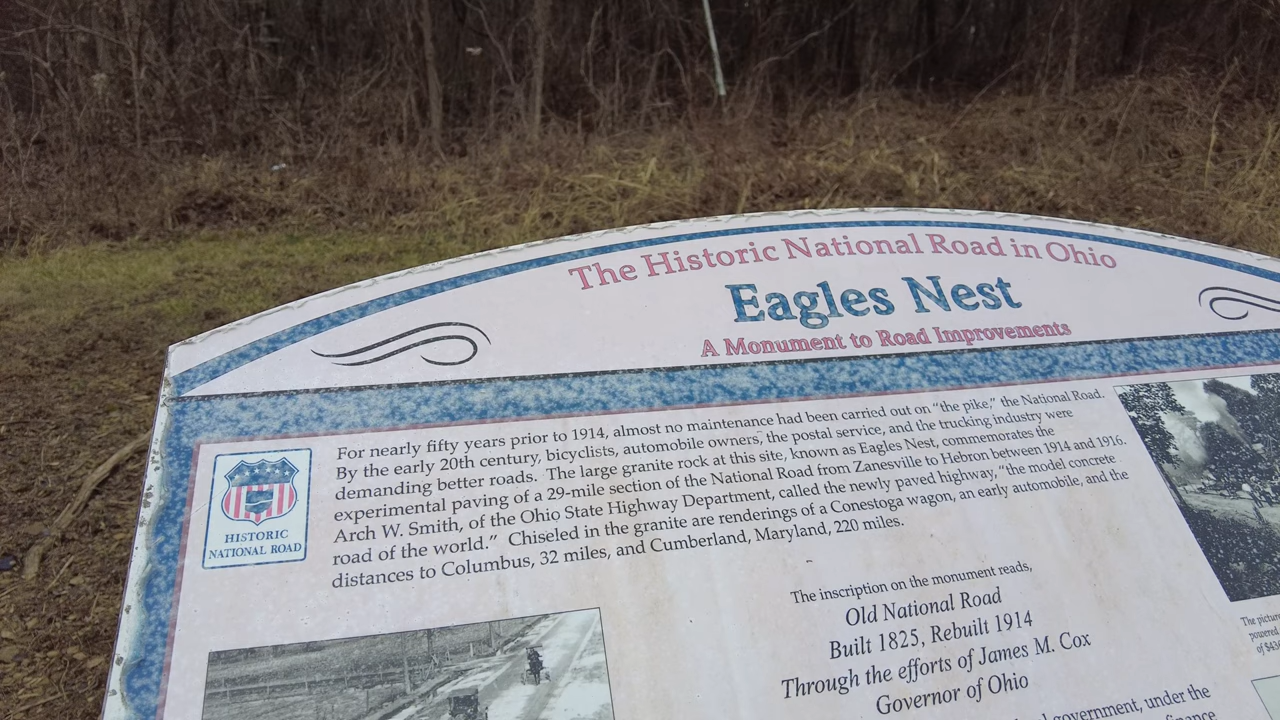 The Historic National Road in Ohio
Eagles Nest
A Monument to Road Improvements
For nearly fifty years prior to 1914, almost no maintenance had been carried out on "the pike," the National Road.
By the early 20th century, bicyclists, automobile owners, the postal service, and the trucking industry were
demanding better roads. The large granite rock at this site, known as Eagles Nest, commemorates the
experimental paving of a 29-mile section of the National Road from Zanesville to Hebron between 1914 and 1916.
Arch W. Smith, of the Ohio State Highway Department, called the newly paved highway, "the model concrete
road of the world." Chiseled in the granite are renderings of a Conestoga wagon, an early automobile, and the
distances to Columbus, 32 miles, and Cumberland, Maryland, 220 miles.
HISTORIC
NATIONAL ROAD
The inscription on the monument reads,
Old National Road
Built 1825, Rebuilt 1914
Through the efforts of James M. Cox
Governor of Ohio
government, under the
finance
The picture
powered